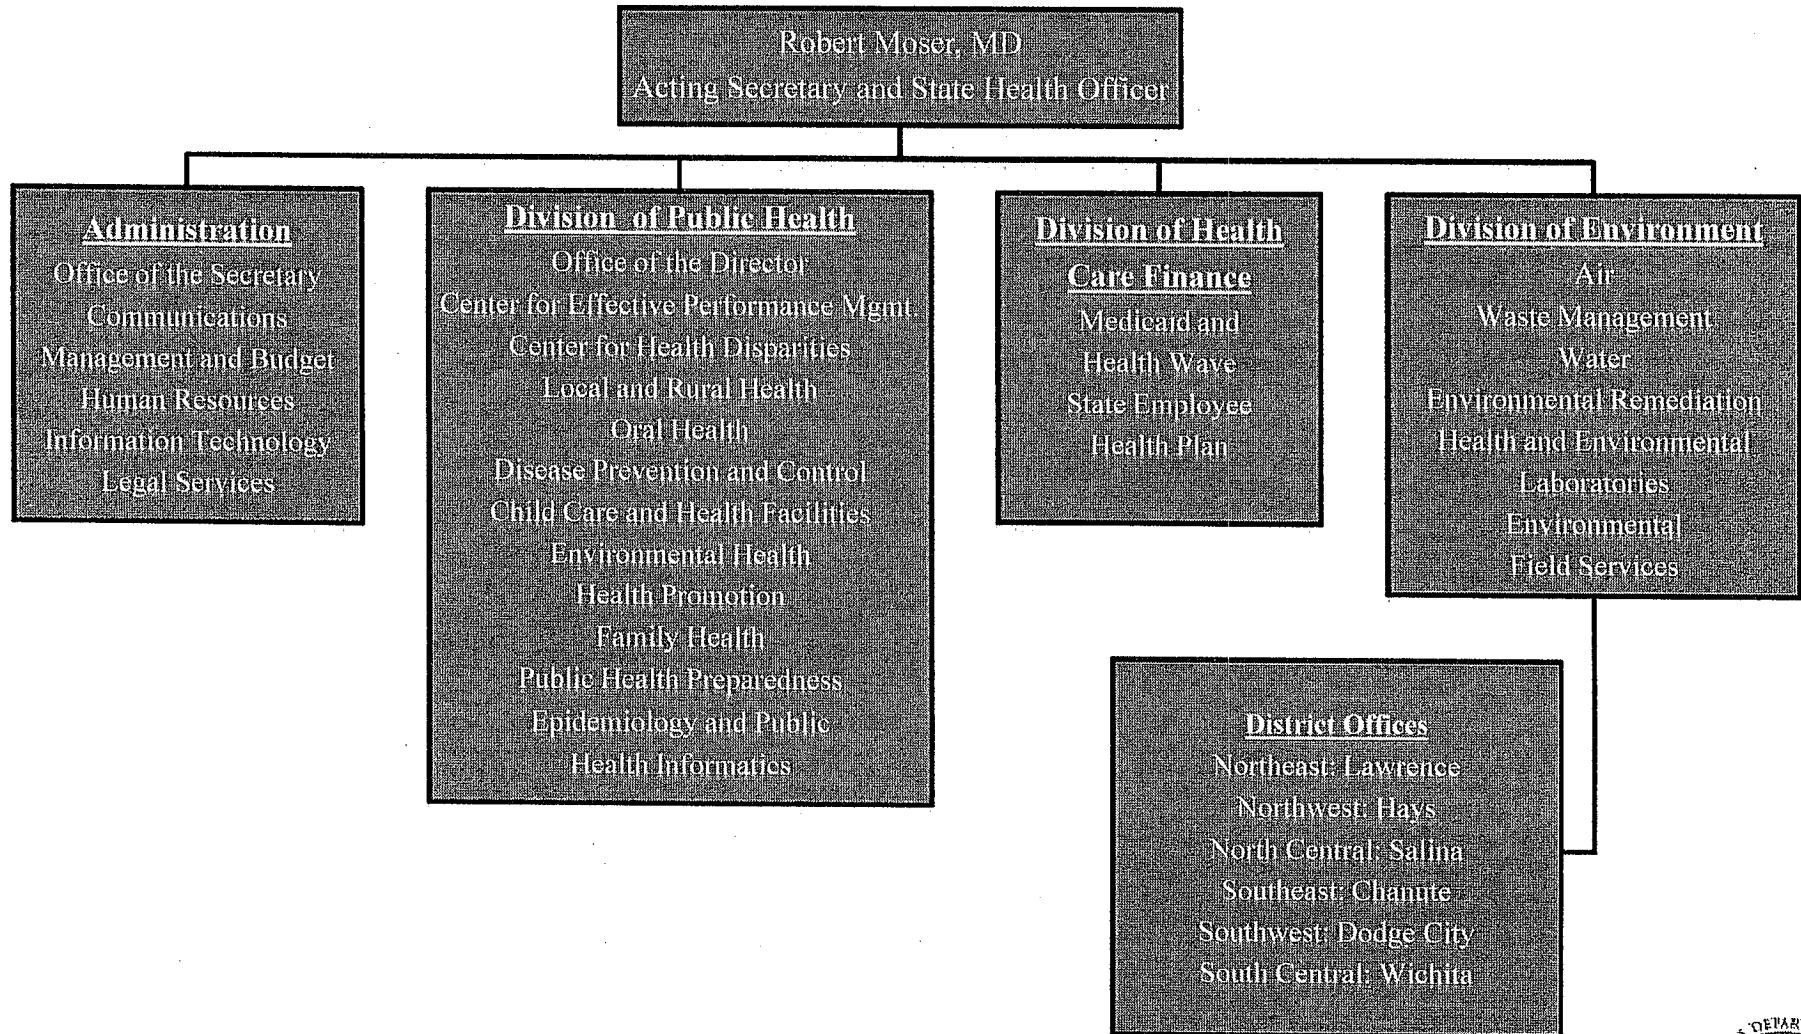 Robert Moser, MD
Acting Secretary and State Health Officer
Administration
Office of the Secretary
Communications
Management and Budget
Human Resources
Information Technology
Legal Services
Division of Public Health
Office of the Director
Center for Effective Performance Mgmt.
Center for Health Disparities
Local and Rural Health
Oral Health
Disease Prevention and Control
Child Care and Health Facilities
Environmental Health
Health Promotion
Family Health
Public Health Preparedness
Epidemiology and Public
Health Informatics
Division of Health
Care Finance
Medicaid and
Health Wave
State Employee
Health Plan
Division of Environment
Air
Waste Management
Water
Environmental Remediation
Health and Environmental
Laboratories
Environmental
Field Services
District Offices
Northeast: Lawrence
Northwest: Hays
North Central: Salina
Southeast: Chanute
Southwest: Dodge City
South Central: Wichita